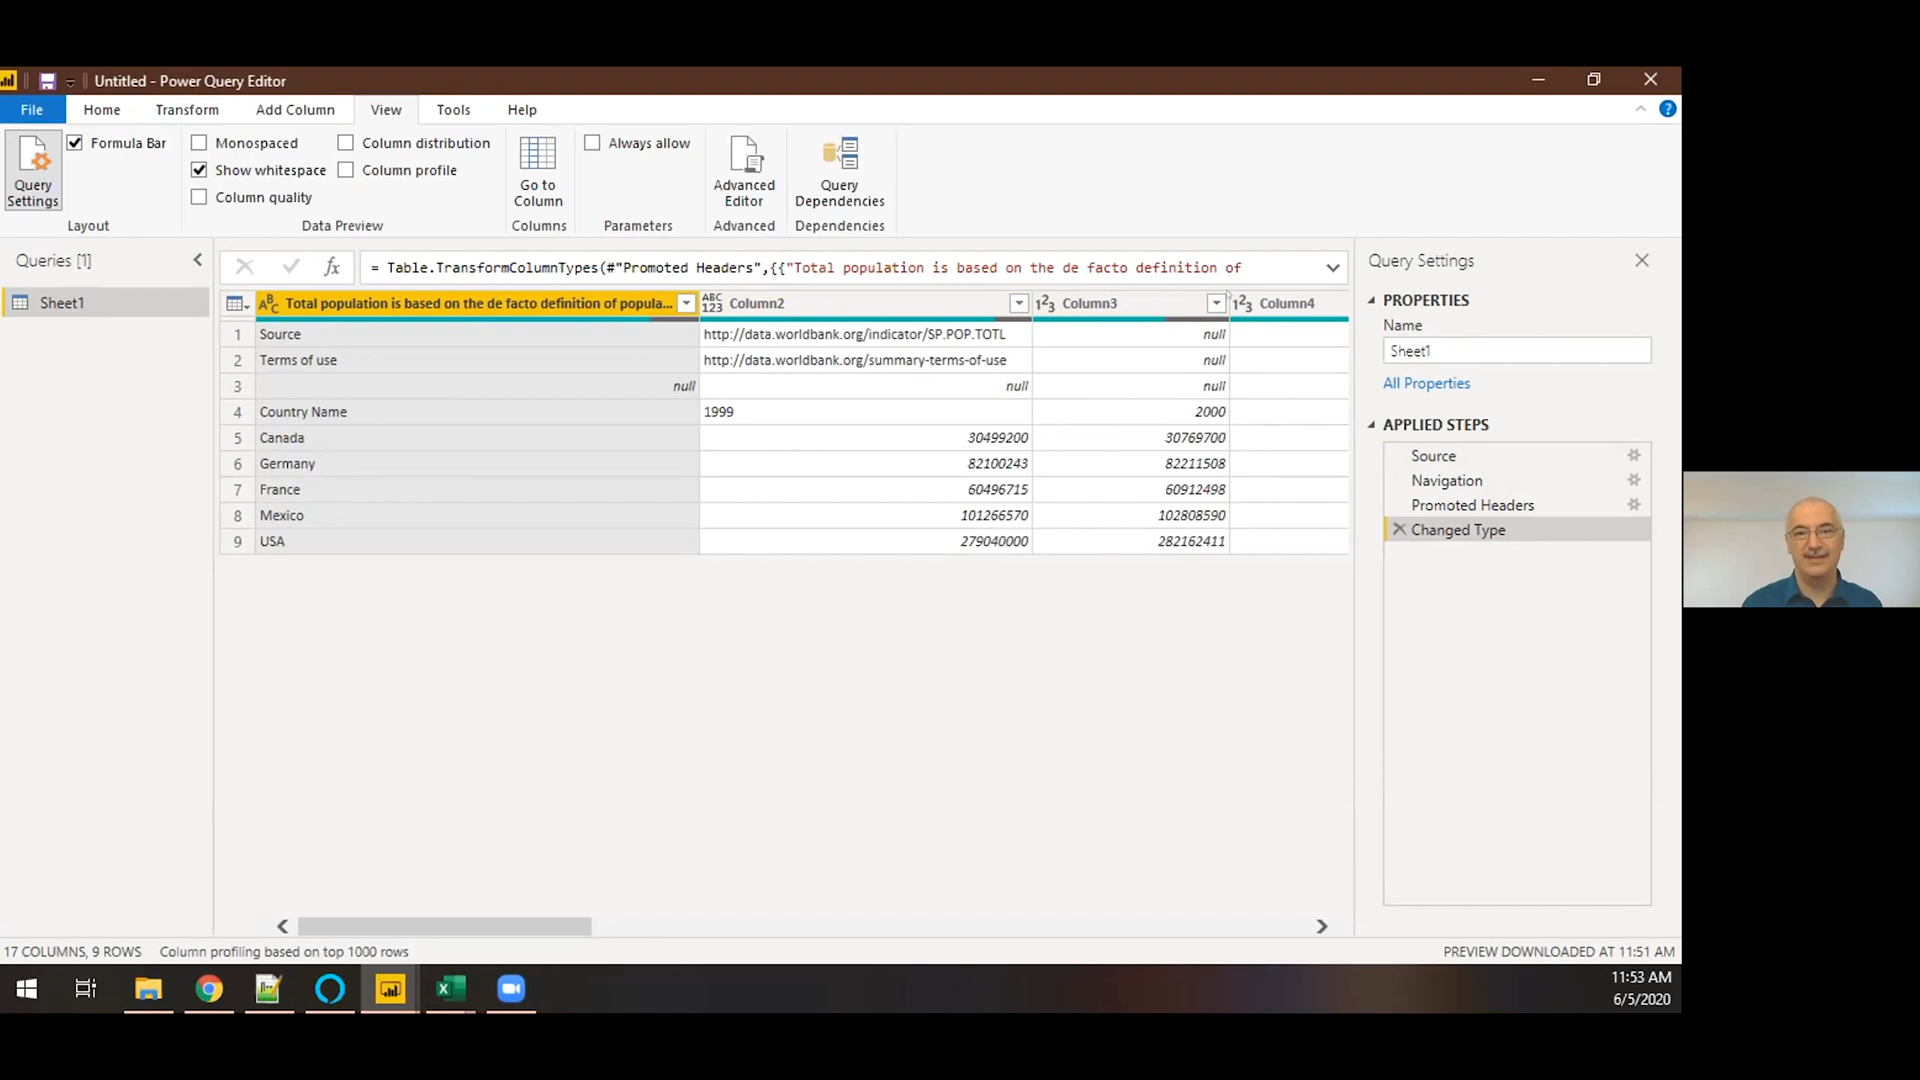 Untitled - Power Query Editor
File Home Transform Add Column View Tools Help
Query Settings
Formula Bar
Layout
Monospaced
Show whitespace
Column quality
Column distribution
Column profile
Data Preview
Go to Column
Columns
Always allow
Parameters
Advanced Editor
Advanced
Query Dependencies
Dependencies
Queries [1]
Sheet1
= Table.TransformColumnTypes(#"Promoted Headers",{{"Total population is based on the de facto definition of
Total population is based on the de facto definition of popula... ABC 123 Column2 123 Column3 123 Column4
1 Source http://data.worldbank.org/indicator/SP.POP.TOTL null
2 Terms of use http://data.worldbank.org/summary-terms-of-use null
3 null null null
4 Country Name 1999 2000
5 Canada 30499200 30769700
6 Germany 82100243 82211508
7 France 60496715 60912498
8 Mexico 101266570 102808590
9 USA 279040000 282162411
Query Settings
PROPERTIES
Name
Sheet1
All Properties
APPLIED STEPS
Source
Navigation
Promoted Headers
Changed Type
17 COLUMNS, 9 ROWS Column profiling based on top 1000 rows
PREVIEW DOWNLOADED AT 11:51 AM
11:53 AM
6/5/2020